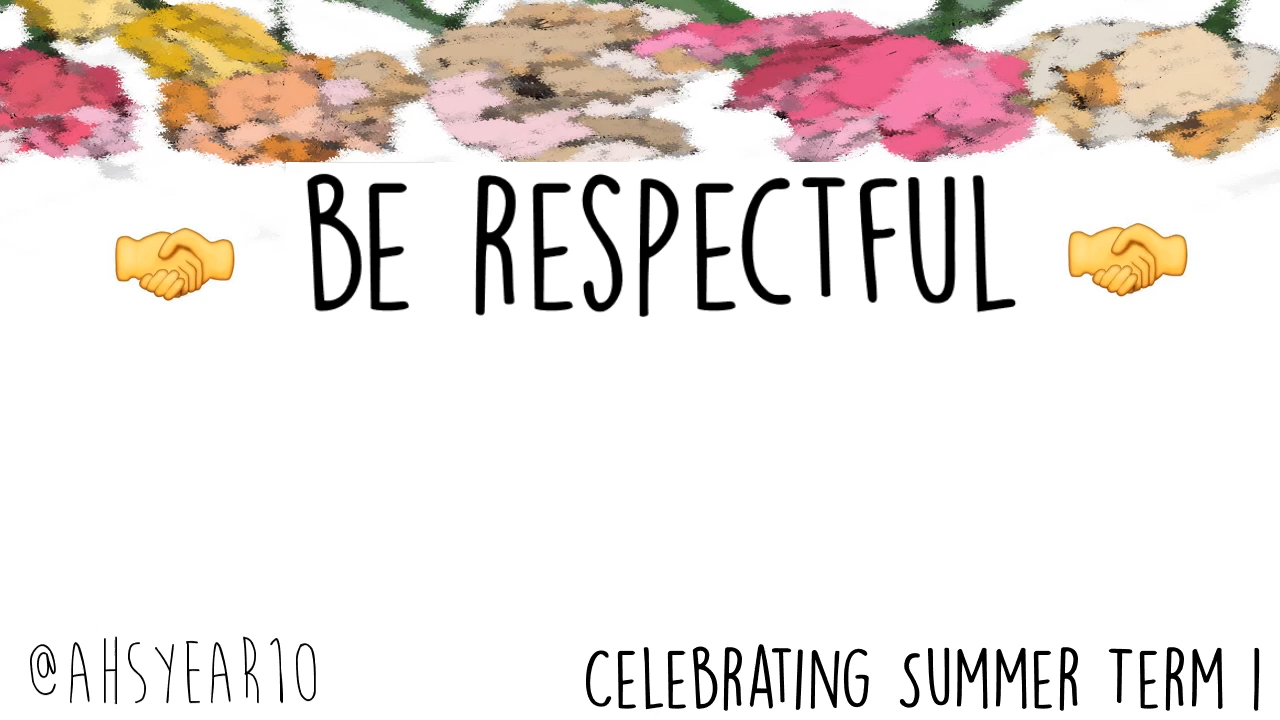 🤝 BE RESPECTFUL 🤝
@AHSYEAR10
CELEBRATING SUMMER TERM 1